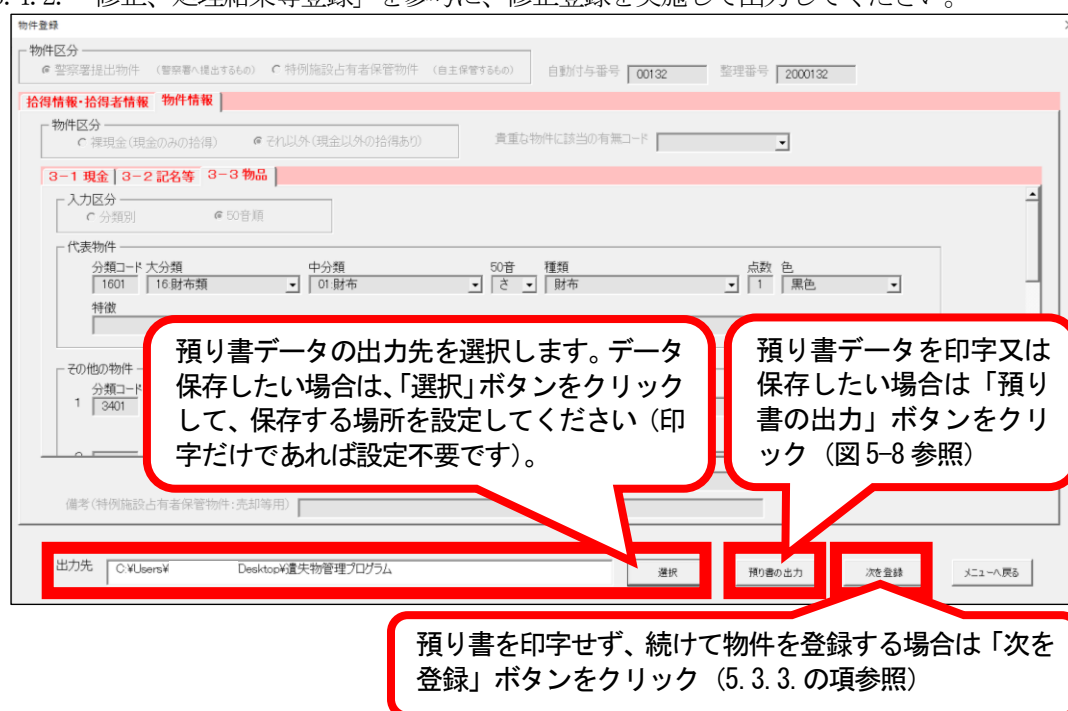 5.4.2. 「修正、処理結果等登録」を参考に、修正登録を実施して出力してください。
物件登録
物件区分
警察署提出物件 (警察署へ提出するもの) 特例施設占有者保管物件 (自主保管するもの) 自動付与番号 00132 整理番号 2000132
拾得情報・拾得者情報 物件情報
物件区分
裸現金(現金のみの拾得) それ以外(現金以外の拾得あり) 貴重な物件に該当の有無コード
3-1 現金 3-2 記名等 3-3 物品
入力区分
分類別 50音順
代表物件
分類コード 大分類 中分類 50音 種類 点数 色
1601 16:財布類 01:財布 さ 財布 1 黒色
特徴
その他の物件
分類コード
1 3401
預り書データの出力先を選択します。データ
保存したい場合は、「選択」ボタンをクリック
して、保存する場所を設定してください(印
字だけであれば設定不要です)。
預り書データを印字又は
保存したい場合は「預り
書の出力」ボタンをクリ
ック(図5-8参照)
備考(特例施設占有者保管物件:売却等用)
出力先 C:¥Users¥ Desktop¥遺失物管理プログラム 選択 預り書の出力 次を登録 メニューへ戻る
預り書を印字せず、続けて物件を登録する場合は「次を
登録」ボタンをクリック(5.3.3.の項参照)